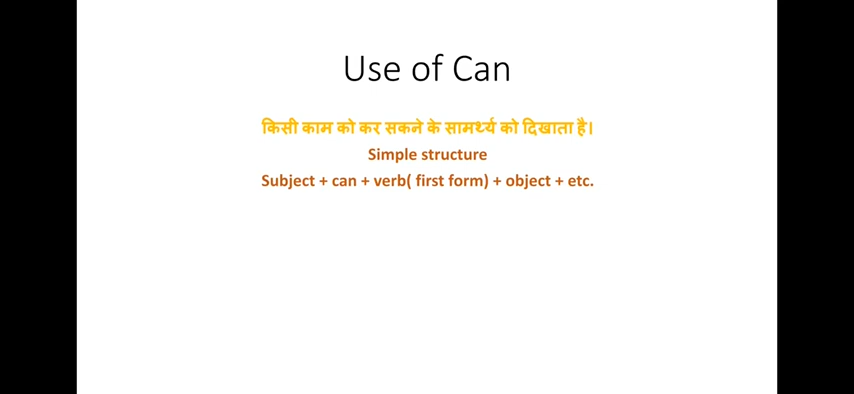 Use of Can
किसी काम को कर सकने के सामर्थ्य को दिखाता है।
Simple structure
Subject + can + verb( first form) + object + etc.